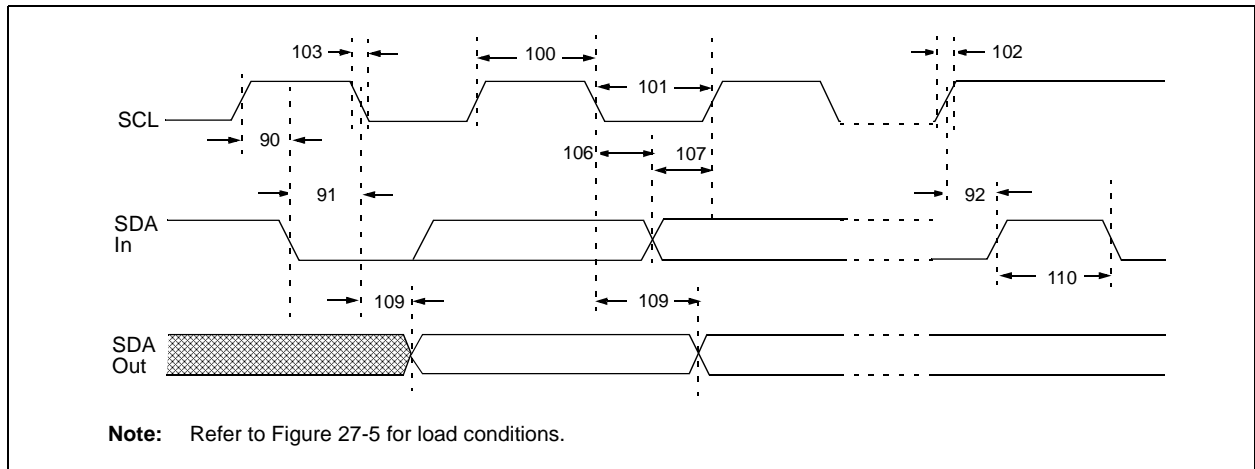 103
100
102
101
SCL
90
106
107
91
92
SDA
In
110
109
109
SDA
Out
Note: Refer to Figure 27-5 for load conditions.